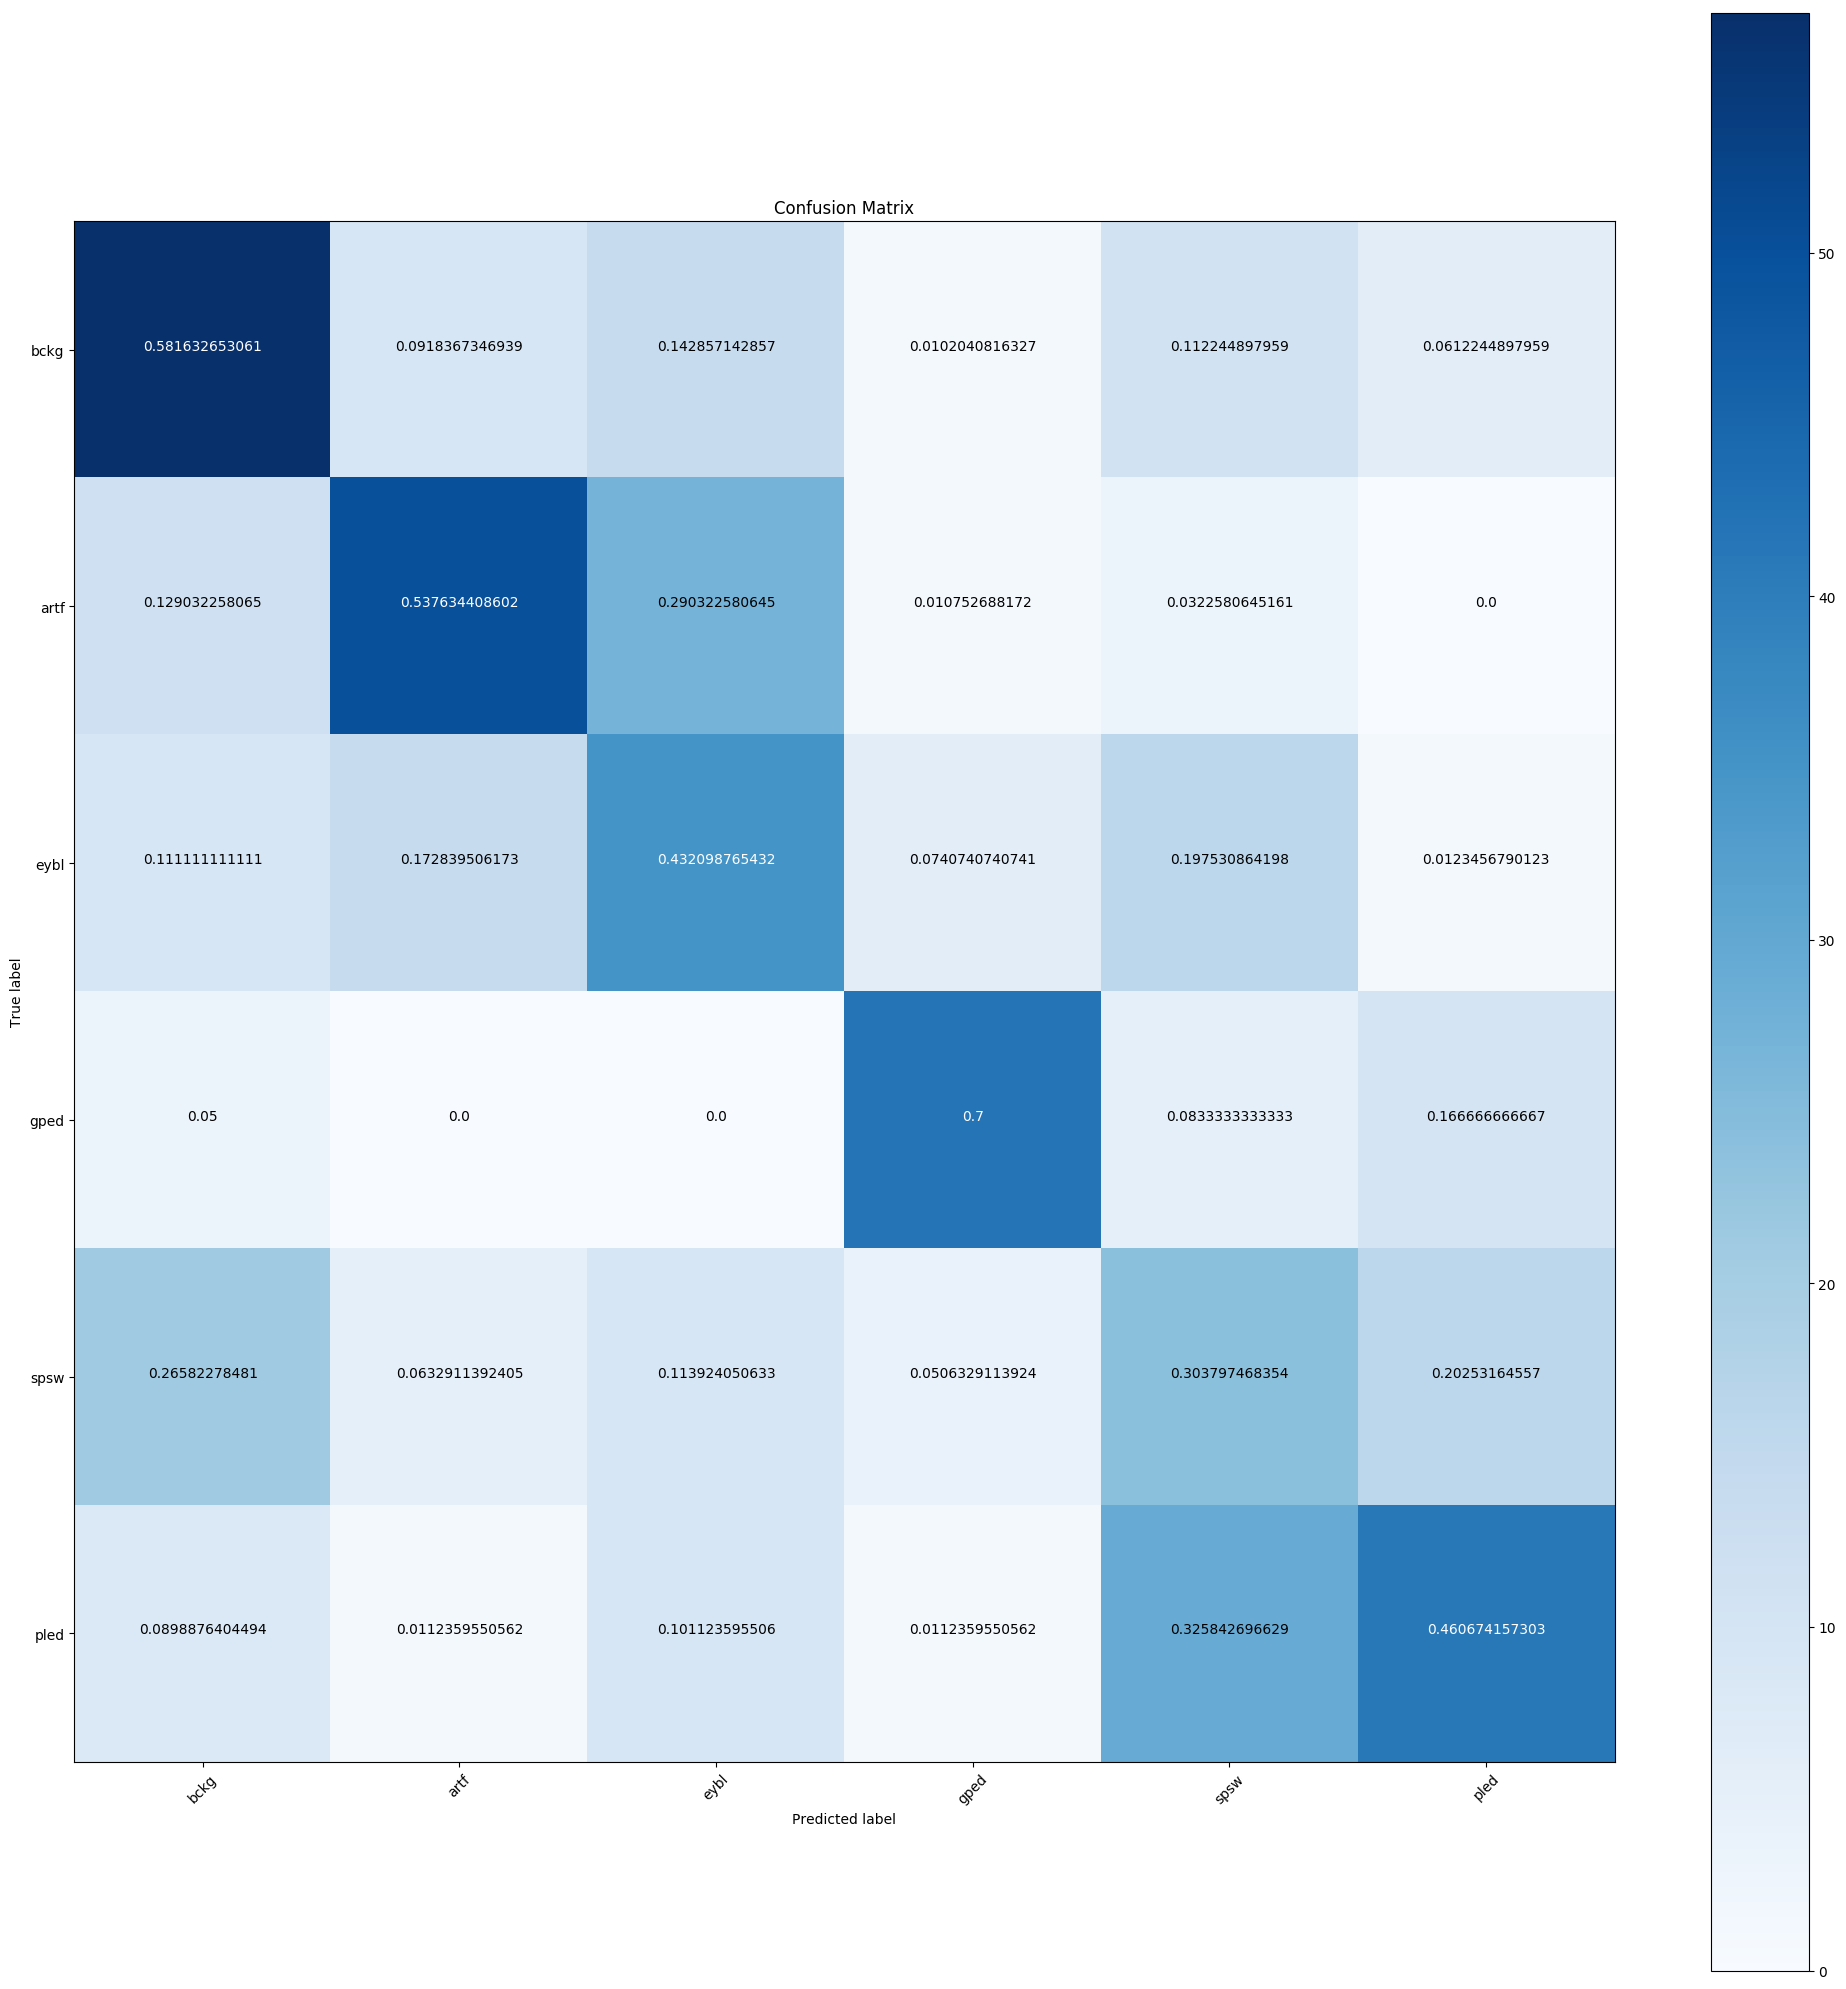 Confusion Matrix
bckg 0.581632653061 0.0918367346939 0.142857142857 0.0102040816327 0.112244897959 0.0612244897959
artf 0.129032258065 0.537634408602 0.290322580645 0.010752688172 0.0322580645161 0.0
eybl 0.111111111111 0.172839506173 0.432098765432 0.0740740740741 0.197530864198 0.0123456790123
gped 0.05 0.0 0.0 0.7 0.0833333333333 0.166666666667
spsw 0.26582278481 0.0632911392405 0.113924050633 0.0506329113924 0.303797468354 0.20253164557
pled 0.0898876404494 0.0112359550562 0.101123595506 0.0112359550562 0.325842696629 0.460674157303
bckg artf eybl gped spsw pled
Predicted label
True label
50
40
30
20
10
0